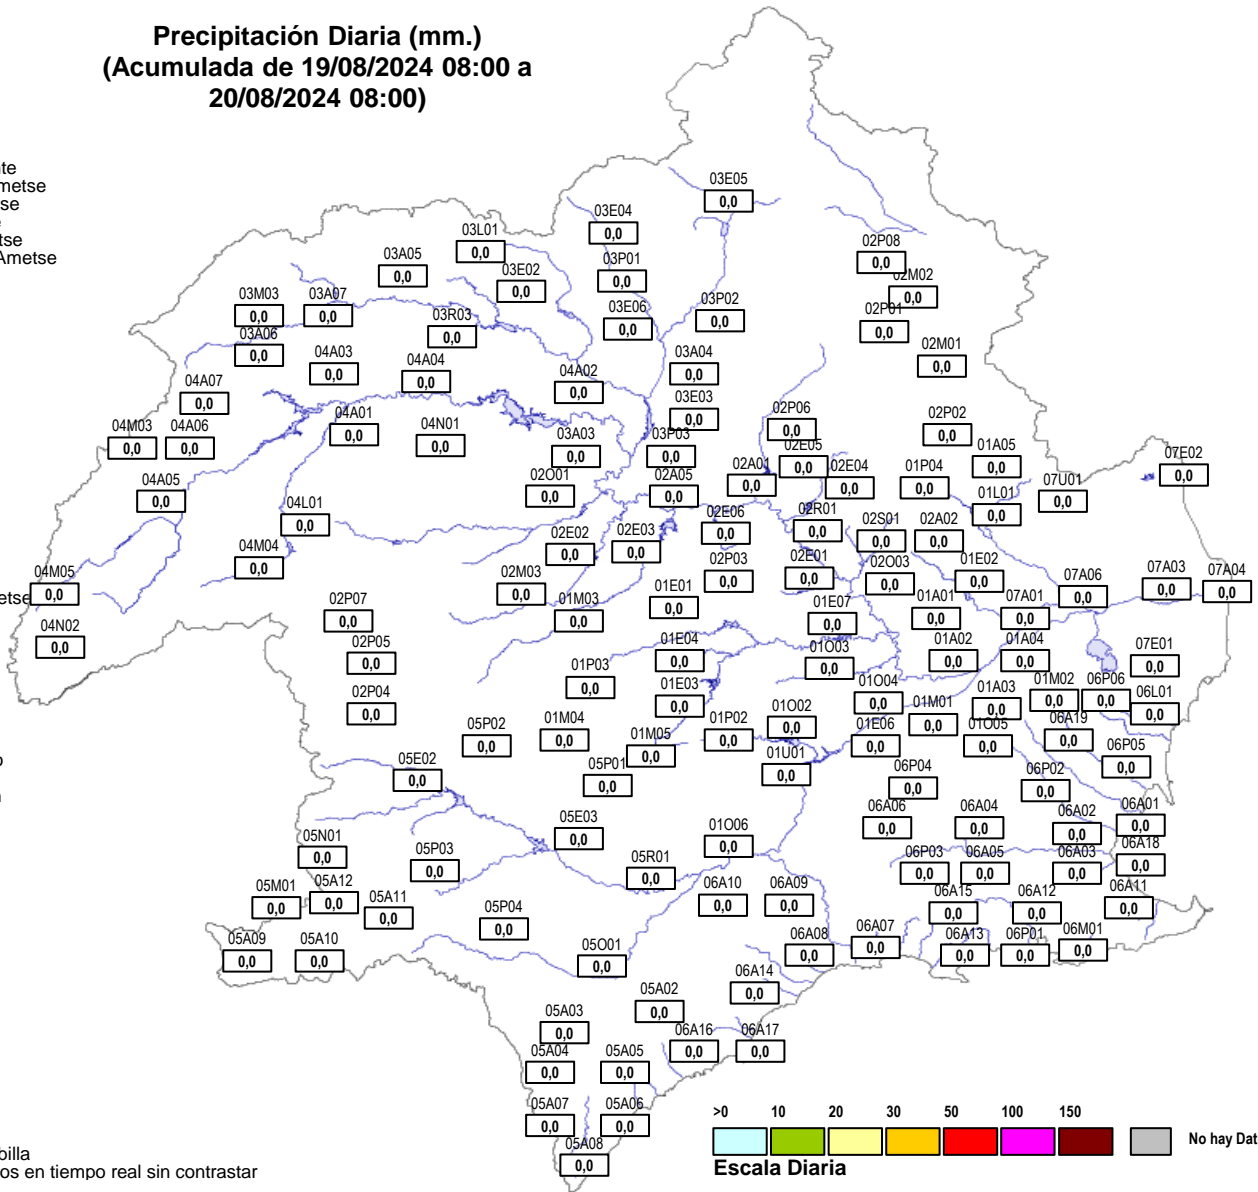 Precipitación Diaria (mm.)
(Acumulada de 19/08/2024 08:00 a
20/08/2024 08:00)
03E05
0,0
03E04
0,0
03L01
0,0
03A05
0,0
03E02
0,0
03P01
0,0
02P08
0,0
02M02
0,0
03M03
0,0
03A07
0,0
03R03
0,0
03E06
0,0
03P02
0,0
02P01
0,0
03A06
0,0
04A03
0,0
04A04
0,0
04A02
0,0
03A04
0,0
02M01
0,0
04A07
0,0
03E03
0,0
04M03
0,0
04A06
0,0
04A01
0,0
04N01
0,0
03A03
0,0
03P03
0,0
02P06
0,0
02P02
0,0
02E05
0,0
01A05
0,0
07E02
0,0
04A05
0,0
02O01
0,0
02A05
0,0
02A01
0,0
02E04
0,0
01P04
0,0
07U01
0,0
01L01
0,0
04L01
0,0
02E06
0,0
02R01
0,0
02S01
0,0
02A02
0,0
02E02
0,0
02E03
0,0
04M04
0,0
02P03
0,0
02E01
0,0
02O03
0,0
01E02
0,0
04M05
0,0
etse
02M03
0,0
07A06
0,0
07A03
0,0
07A04
0,0
02P07
0,0
01M03
0,0
01E01
0,0
01E07
0,0
01A01
0,0
07A01
0,0
04N02
0,0
02P05
0,0
01E04
0,0
01O03
0,0
01A02
0,0
01A04
0,0
07E01
0,0
01P03
0,0
02P04
0,0
01E03
0,0
01O04
0,0
01M01
0,0
01A03
0,0
01M02
0,0
06P06
0,0
06L01
0,0
05P02
0,0
01M04
0,0
01M05
0,0
01P02
0,0
01O02
0,0
01E06
0,0
01O05
0,0
06A19
0,0
05E02
0,0
05P01
0,0
01U01
0,0
06P04
0,0
06P02
0,0
06P05
0,0
05E03
0,0
01O06
0,0
06A06
0,0
06A04
0,0
06A02
0,0
06A01
0,0
05N01
0,0
05P03
0,0
05R01
0,0
06P03
0,0
06A05
0,0
06A03
0,0
06A18
0,0
05M01
0,0
05A12
0,0
05A11
0,0
05P04
0,0
06A10
0,0
06A09
0,0
06A15
0,0
06A12
0,0
06A11
0,0
05A09
0,0
05A10
0,0
05O01
0,0
06A08
0,0
06A07
0,0
06A13
0,0
06P01
0,0
06M01
0,0
05A02
0,0
06A14
0,0
05A03
0,0
06A16
0,0
06A17
0,0
05A04
0,0
05A05
0,0
05A07
0,0
05A06
0,0
05A08
0,0
>0 10 20 30 50 100 150
No hay Dat
Escala Diaria
billa
os en tiempo real sin contrastar